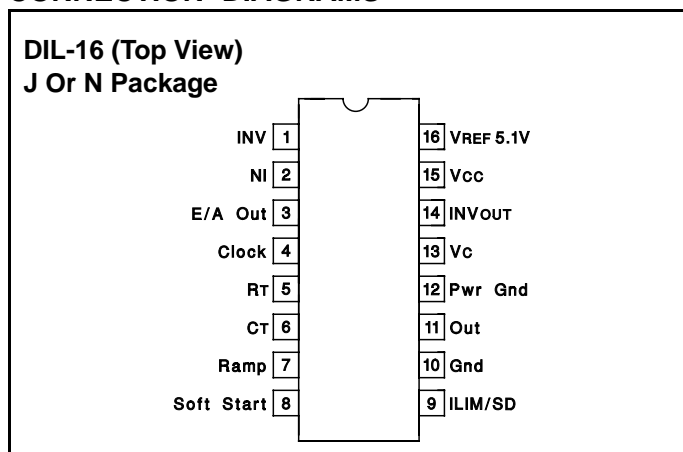 CONNECTION DIAGRAMS
DIL-16 (Top View)
J Or N Package
INV 1
NI 2
E/A Out 3
Clock 4
RT 5
CT 6
Ramp 7
Soft Start 8
16 VREF 5.1V
15 VCC
14 INVOUT
13 VC
12 Pwr Gnd
11 Out
10 Gnd
9 ILIM/SD